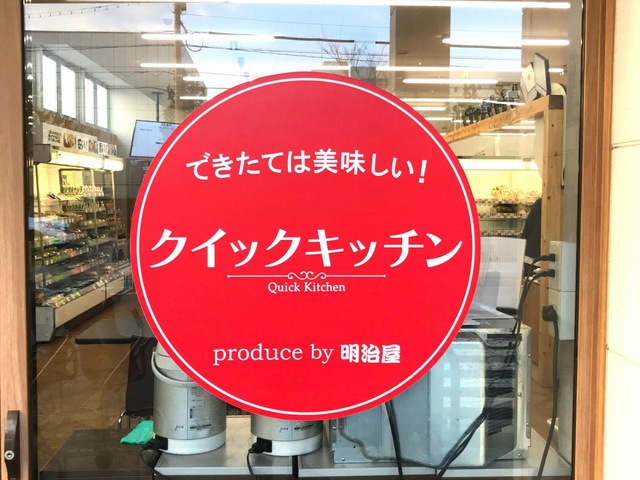 できたては美味しい!
クイックキッチン
Quick Kitchen
produce by 明治屋